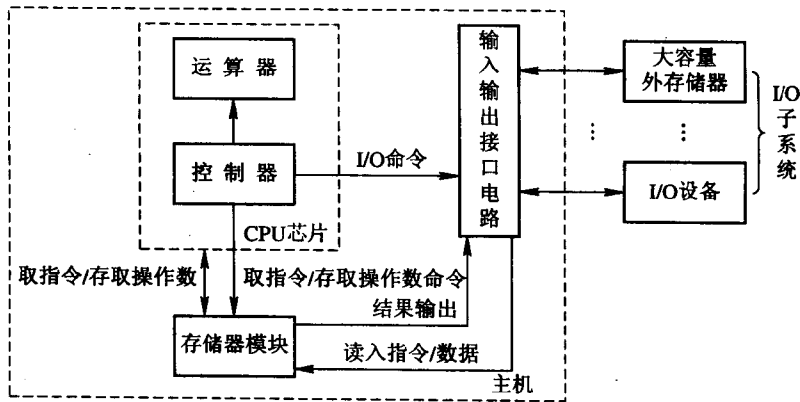 运算器
控制器
CPU芯片
I/O命令
输入输出接口电路
大容量
外存储器
I/O设备
I/O子系统
取指令/存取操作数
取指令/存取操作数命令
结果输出
存储器模块
读入指令/数据
主机